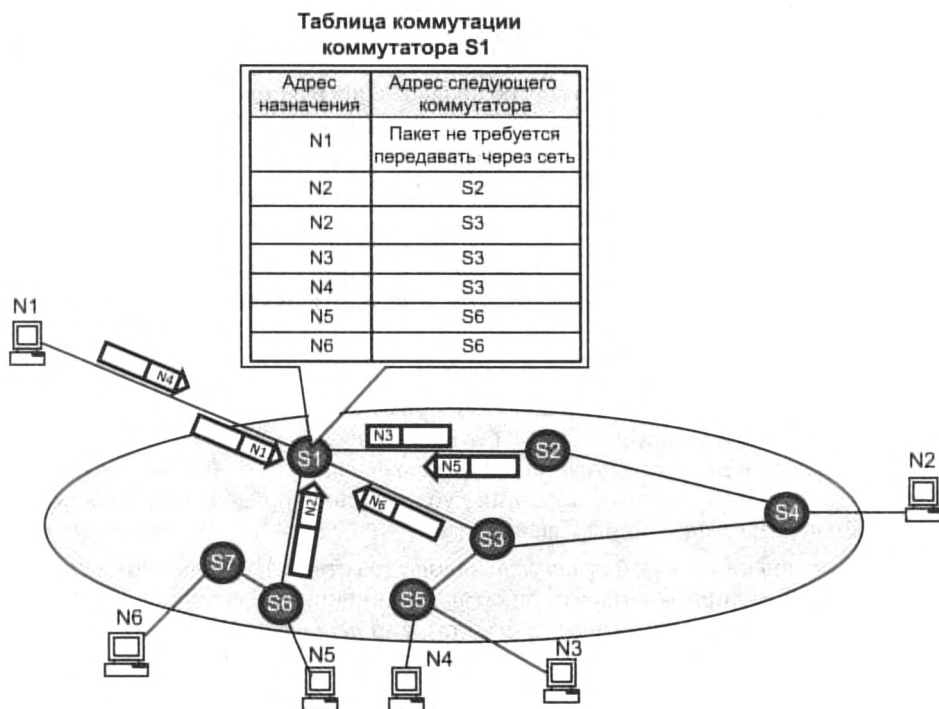 Таблица коммутации
коммутатора S1
Адрес назначения
Адрес следующего коммутатора
N1
Пакет не требуется передавать через сеть
N2
S2
N2
S3
N3
S3
N4
S3
N5
S6
N6
S6
N1
N4
N1
S1
N3
N5
S2
N2
N2
N6
S3
S4
S7
S6
S5
N6
N5
N4
N3